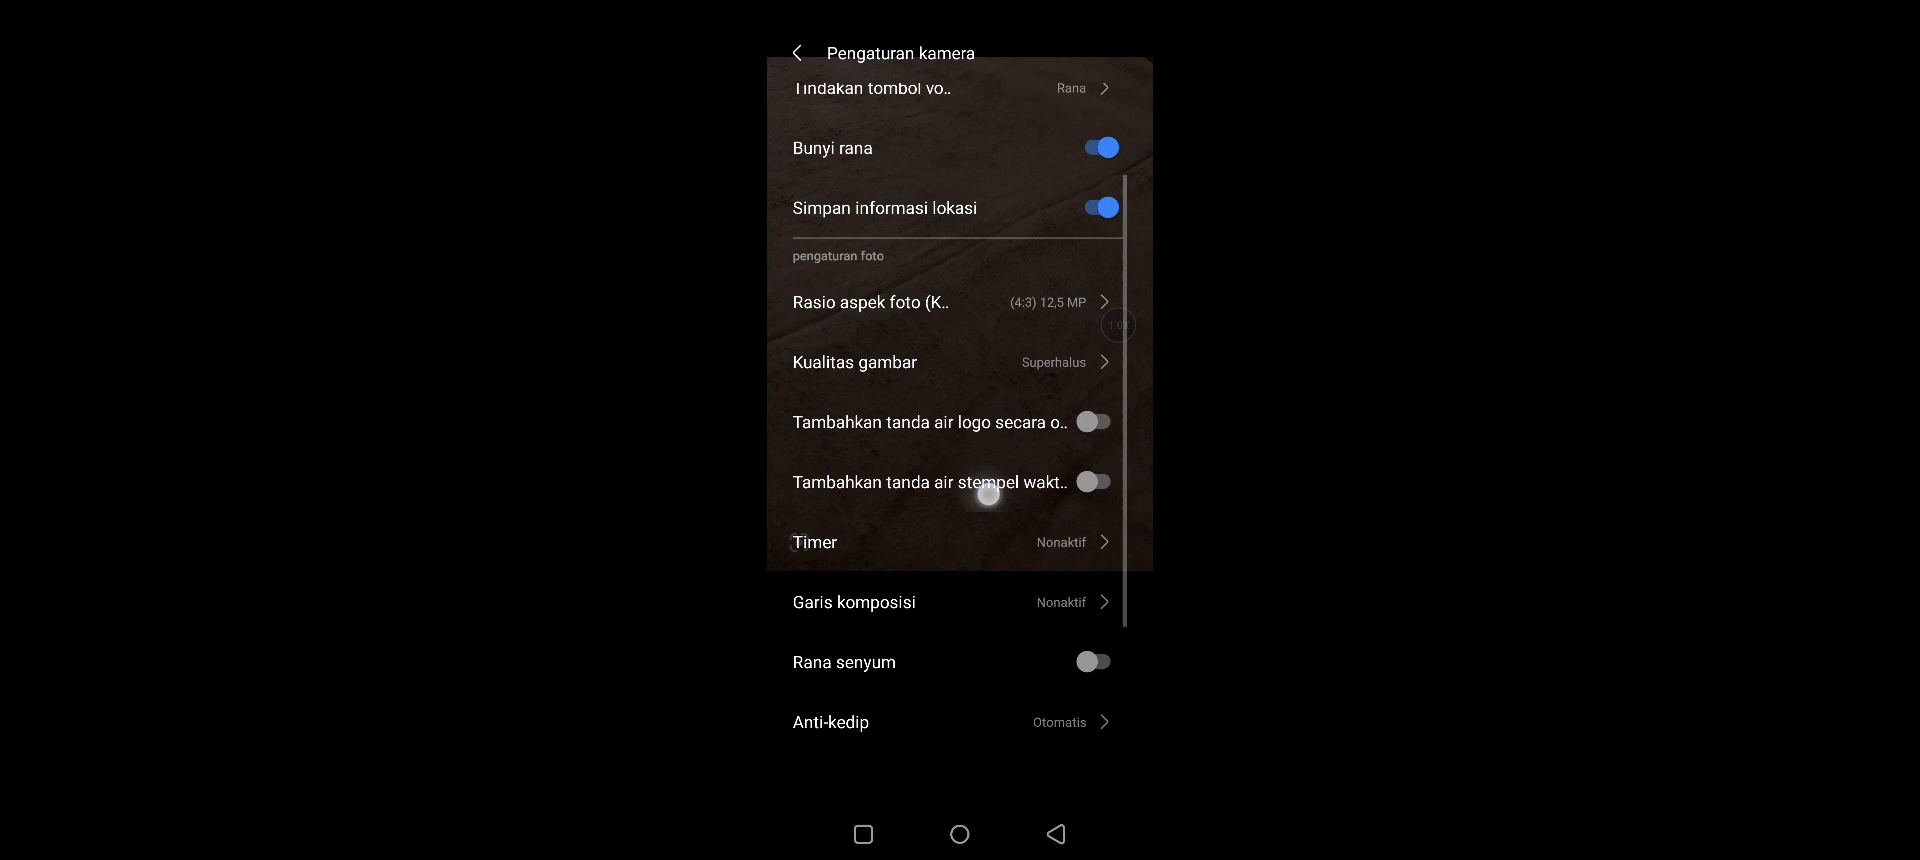 Pengaturan kamera
Tindakan tombol vo.. Rana
Bunyi rana
Simpan informasi lokasi
pengaturan foto
Rasio aspek foto (K.. (4:3) 12,5 MP
1.0X
Kualitas gambar Superhalus
Tambahkan tanda air logo secara o..
Tambahkan tanda air stempel wakt..
Timer Nonaktif
Garis komposisi Nonaktif
Rana senyum
Anti-kedip Otomatis